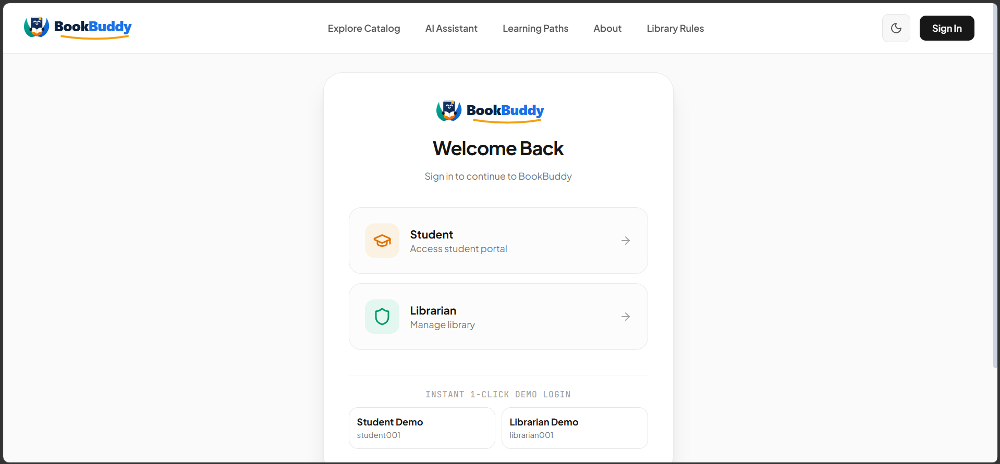 BookBuddy
Explore Catalog
AI Assistant
Learning Paths
About
Library Rules
Sign In
BookBuddy
Welcome Back
Sign in to continue to BookBuddy
Student
Access student portal
Librarian
Manage library
INSTANT 1-CLICK DEMO LOGIN
Student Demo
student001
Librarian Demo
librarian001